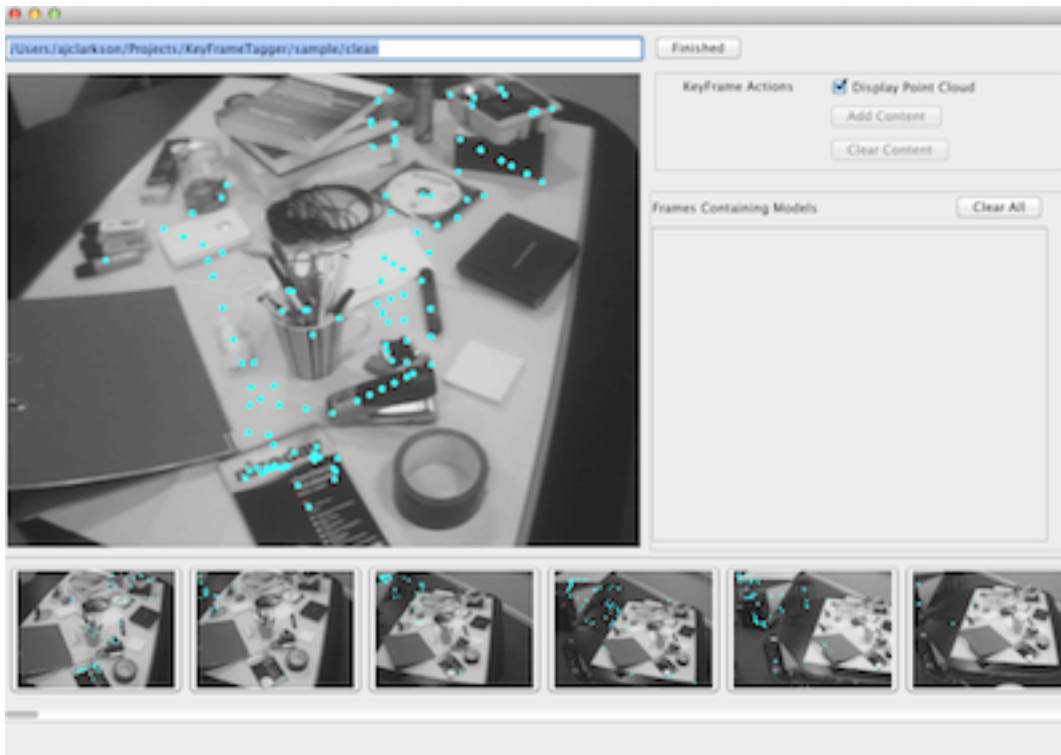 /Users/ajclarkson/Projects/KeyFrameTagger/sample/clean
Finished
KeyFrame Actions
Display Point Cloud
Add Content
Clear Content
Frames Containing Models
Clear All